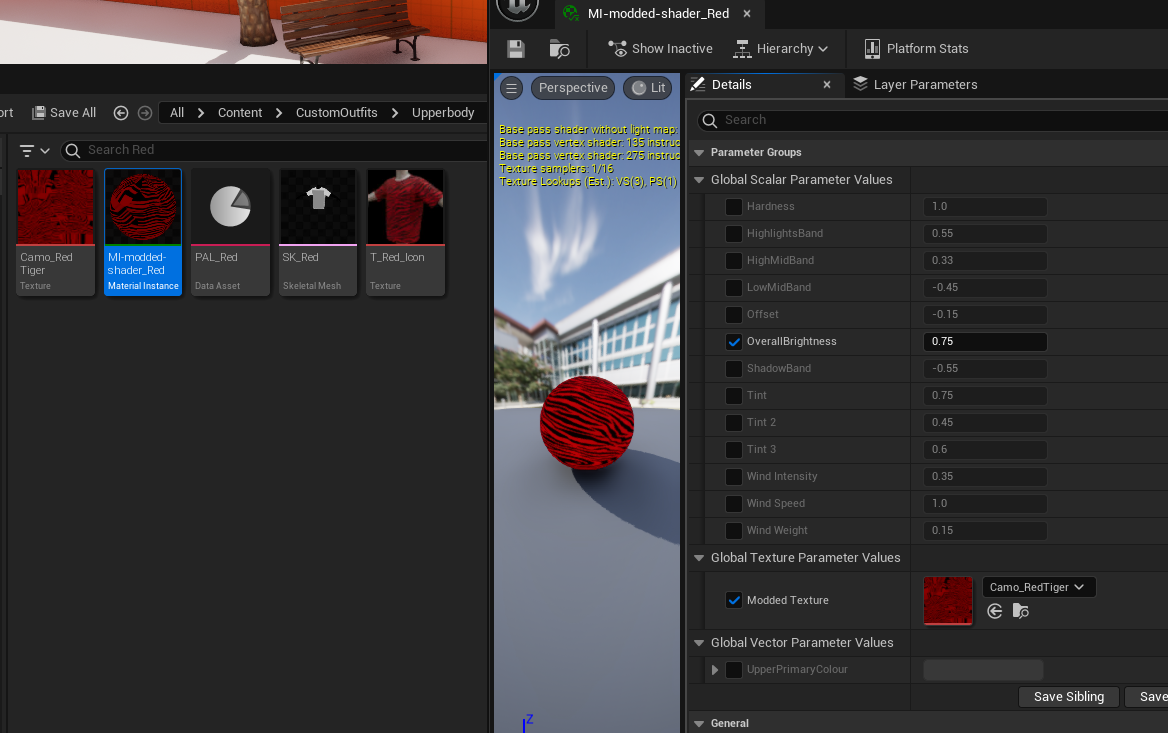 MI-modded-shader_Red
Show Inactive
Hierarchy
Platform Stats
ort
Save All
All
Content
CustomOutfits
Upperbody
Search Red
Camo_Red
Tiger
Texture
MI-modded-
shader_Red
Material Instance
PAL_Red
Data Asset
SK_Red
Skeletal Mesh
T_Red_Icon
Texture
Perspective
Lit
Base pass shader without light map:
Base pass vertex shader: 135 instruc
Base pass vertex shader: 275 instruc
Texture samplers: 1/16
Texture Lookups (Est.): VS(3), PS(1)
Z
Details
Layer Parameters
Search
Parameter Groups
Global Scalar Parameter Values
Hardness 1.0
HighlightsBand 0.55
HighMidBand 0.33
LowMidBand -0.45
Offset -0.15
OverallBrightness 0.75
ShadowBand -0.55
Tint 0.75
Tint 2 0.45
Tint 3 0.6
Wind Intensity 0.35
Wind Speed 1.0
Wind Weight 0.15
Global Texture Parameter Values
Modded Texture
Camo_RedTiger
Global Vector Parameter Values
UpperPrimaryColour
Save Sibling
Save
General